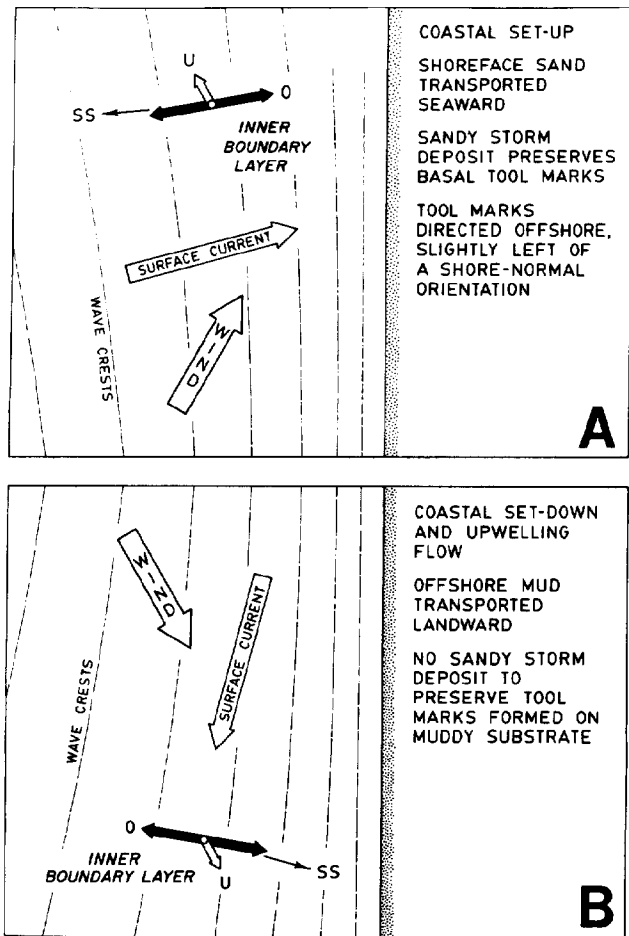 U
SS
O
INNER
BOUNDARY
LAYER
SURFACE CURRENT
WIND
WAVE CRESTS
COASTAL SET-UP
SHOREFACE SAND
TRANSPORTED
SEAWARD
SANDY STORM
DEPOSIT PRESERVES
BASAL TOOL MARKS
TOOL MARKS
DIRECTED OFFSHORE,
SLIGHTLY LEFT OF
A SHORE-NORMAL
ORIENTATION
A
WIND
SURFACE CURRENT
WAVE CRESTS
O
INNER
BOUNDARY LAYER
U
SS
COASTAL SET-DOWN
AND UPWELLING
FLOW
OFFSHORE MUD
TRANSPORTED
LANDWARD
NO SANDY STORM
DEPOSIT TO
PRESERVE TOOL
MARKS FORMED ON
MUDDY SUBSTRATE
B